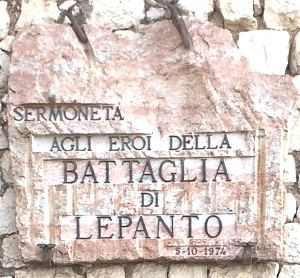 SERMONETA
AGLI EROI DELLA
BATTAGLIA
DI
LEPANTO
5-10-1974